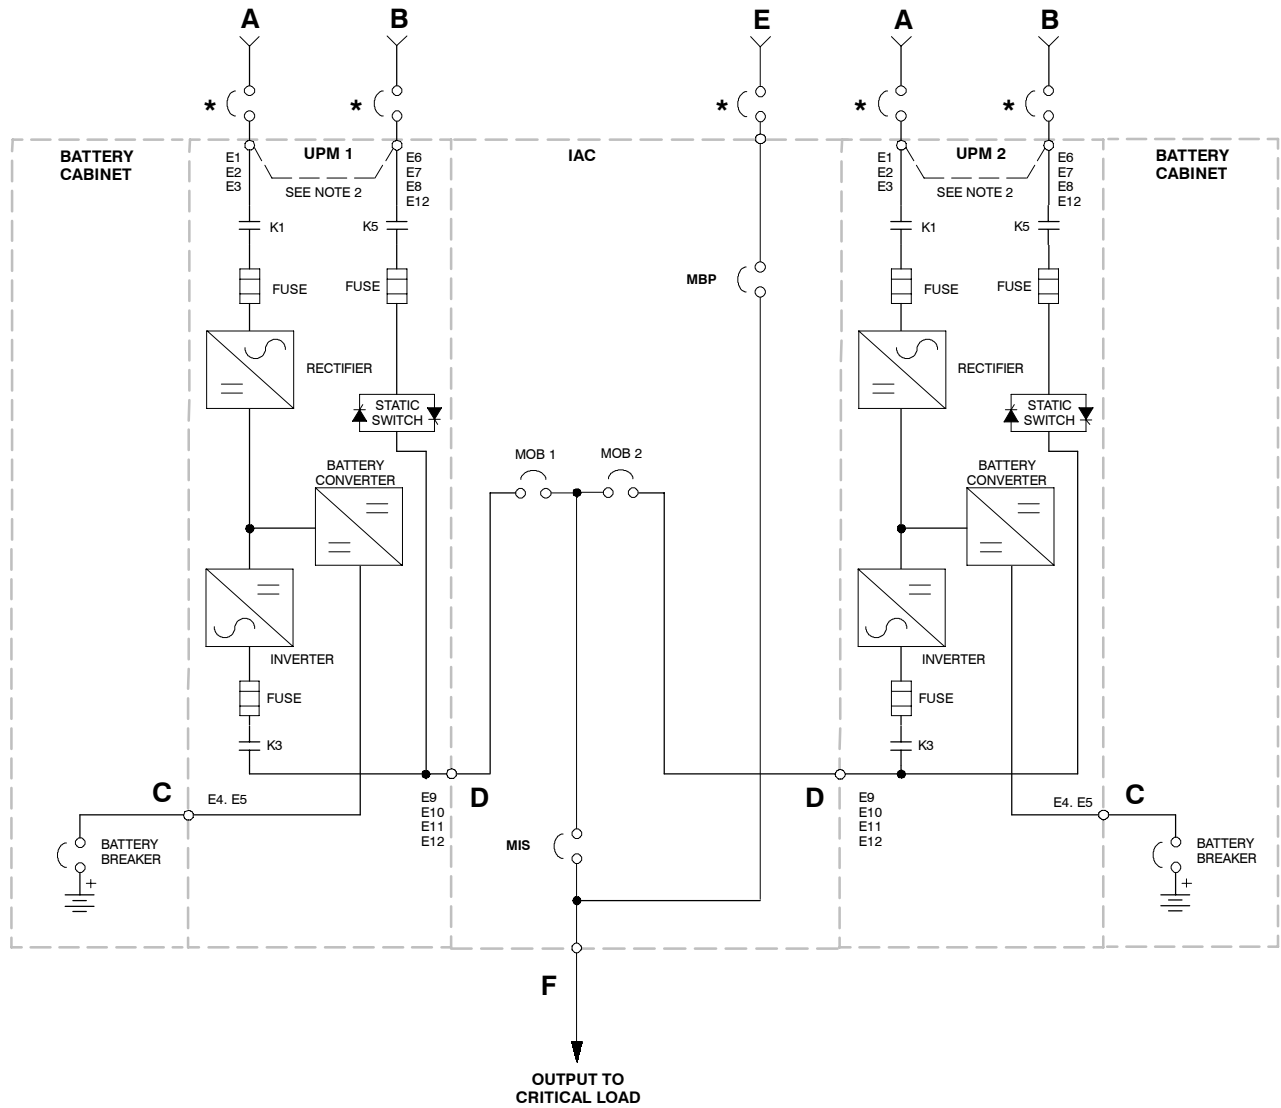 A
B
E
A
B
*
*
*
*
*
BATTERY
CABINET
UPM 1
IAC
UPM 2
BATTERY
CABINET
E1
E2
E3
E6
E7
E8
E12
SEE NOTE 2
E1
E2
E3
E6
E7
E8
E12
SEE NOTE 2
K1
K5
K1
K5
MBP
FUSE
FUSE
FUSE
FUSE
RECTIFIER
RECTIFIER
STATIC
SWITCH
STATIC
SWITCH
MOB 1
MOB 2
BATTERY
CONVERTER
BATTERY
CONVERTER
INVERTER
INVERTER
FUSE
FUSE
K3
K3
C
E4. E5
D
D
E4. E5
C
E9
E10
E11
E12
E9
E10
E11
E12
BATTERY
BREAKER
+
MIS
BATTERY
BREAKER
+
F
OUTPUT TO
CRITICAL LOAD